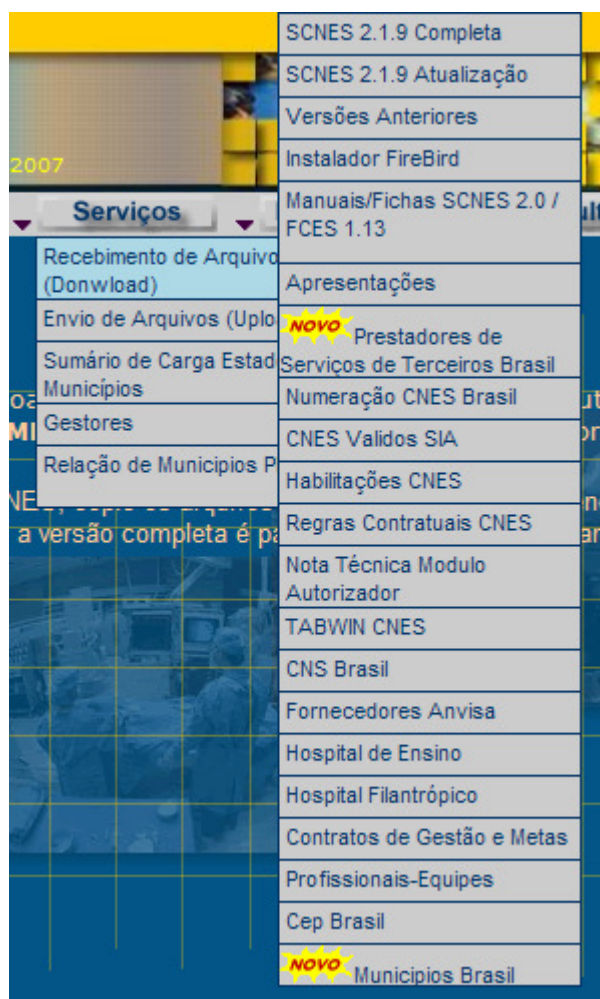 2007
Serviços
Recebimento de Arquivo
(Donwload)
Envio de Arquivos (Uplo
Sumário de Carga Estad
Municípios
Gestores
Relação de Municipios P
a versão completa é pa
SCNES 2.1.9 Completa
SCNES 2.1.9 Atualização
Versões Anteriores
Instalador FireBird
Manuais/Fichas SCNES 2.0 /
FCES 1.13
Apresentações
NOVO Prestadores de
Serviços de Terceiros Brasil
Numeração CNES Brasil
CNES Validos SIA
Habilitações CNES
Regras Contratuais CNES
Nota Técnica Modulo
Autorizador
TABWIN CNES
CNS Brasil
Fornecedores Anvisa
Hospital de Ensino
Hospital Filantrópico
Contratos de Gestão e Metas
Profissionais-Equipes
Cep Brasil
NOVO Municipios Brasil